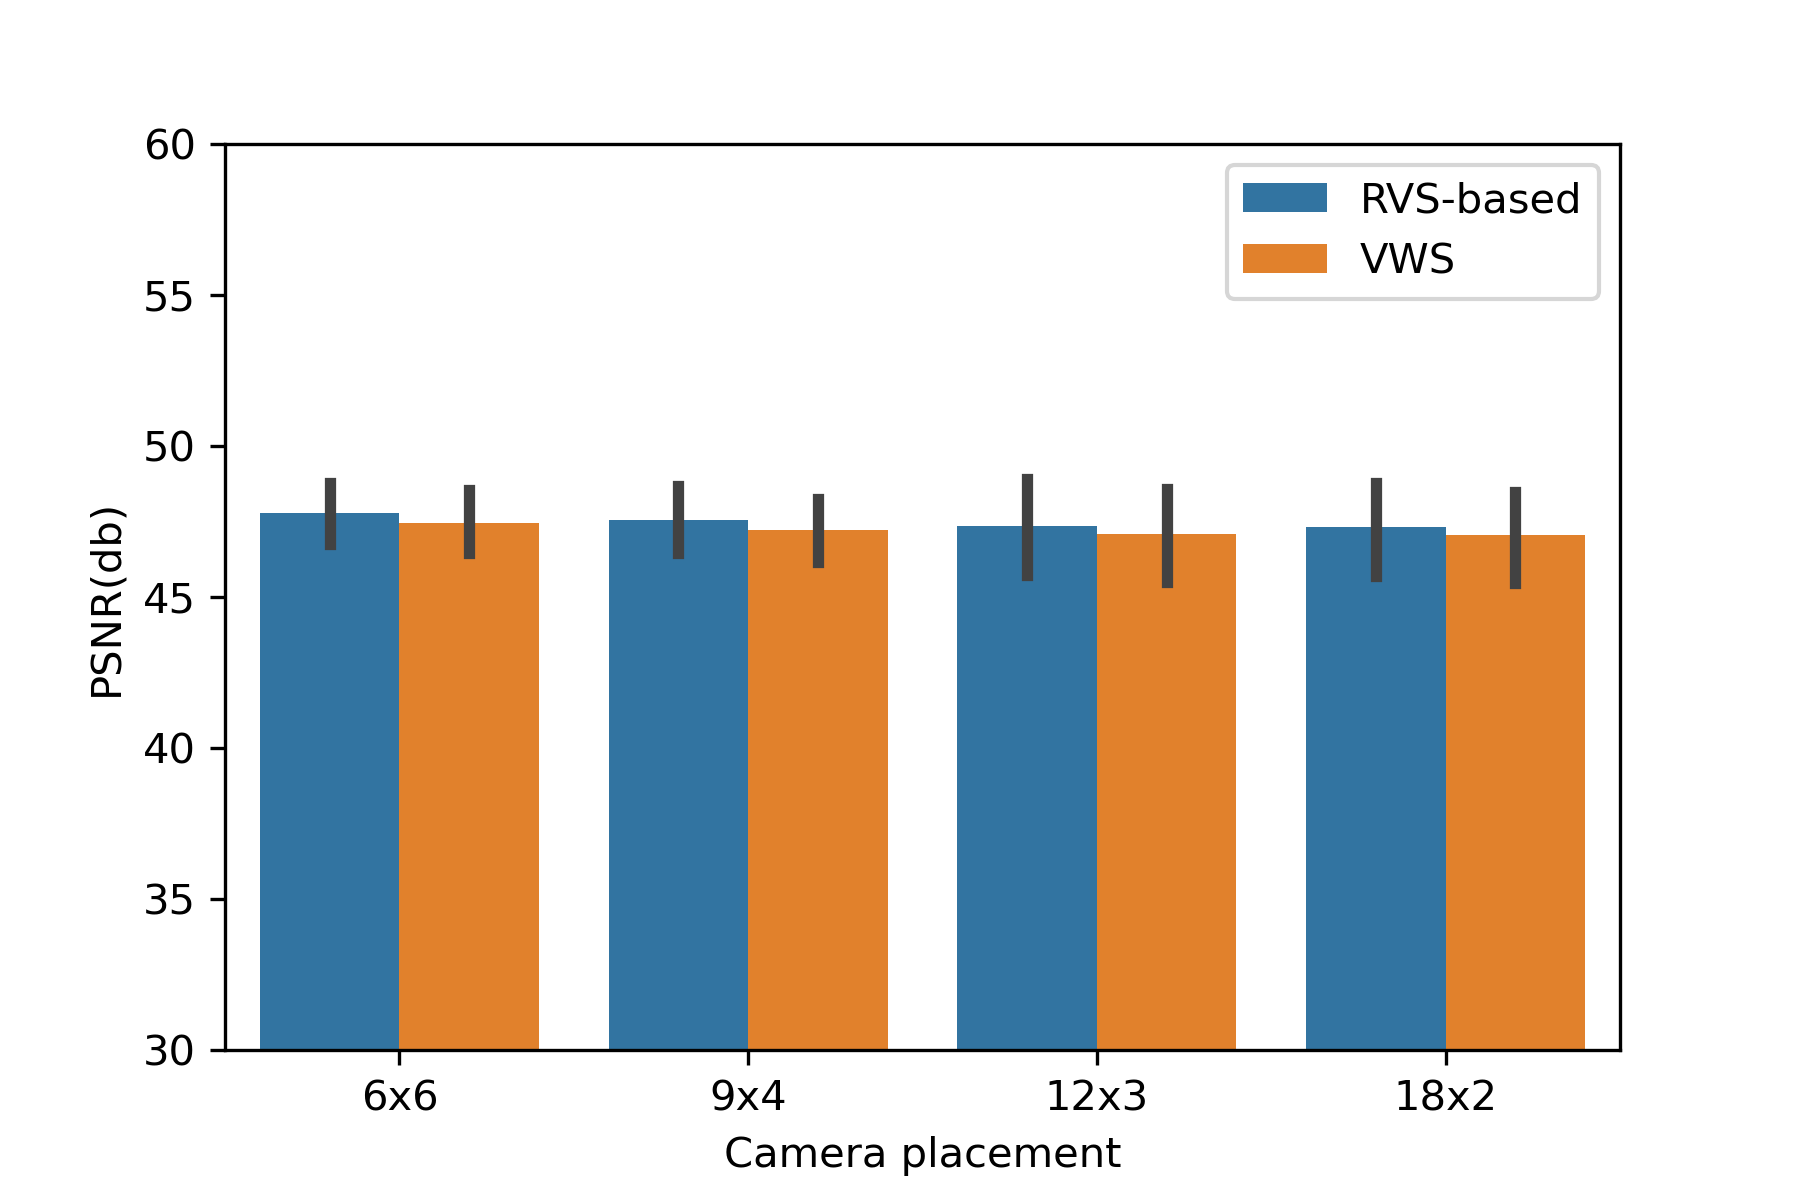 60
55
50
45
40
35
30
PSNR(db)
RVS-based
VWS
6x6 9x4 12x3 18x2
Camera placement